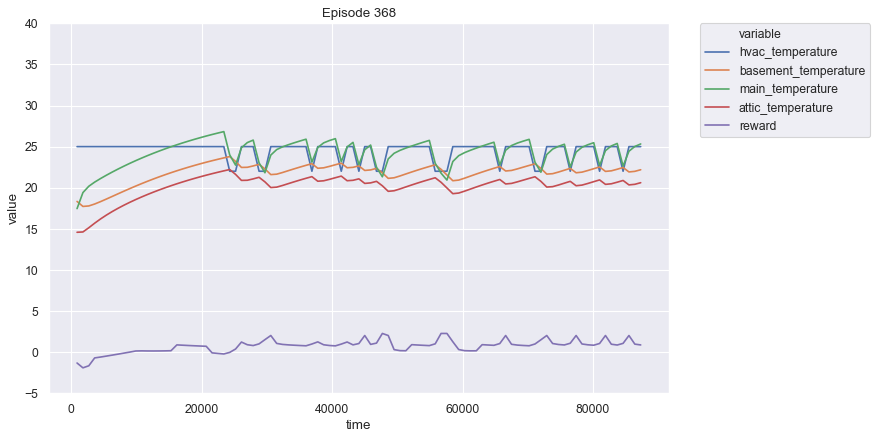 Episode 368
40
35
30
25
20
15
10
5
0
−5
value
0
20000
40000
60000
80000
time
variable
hvac_temperature
basement_temperature
main_temperature
attic_temperature
reward